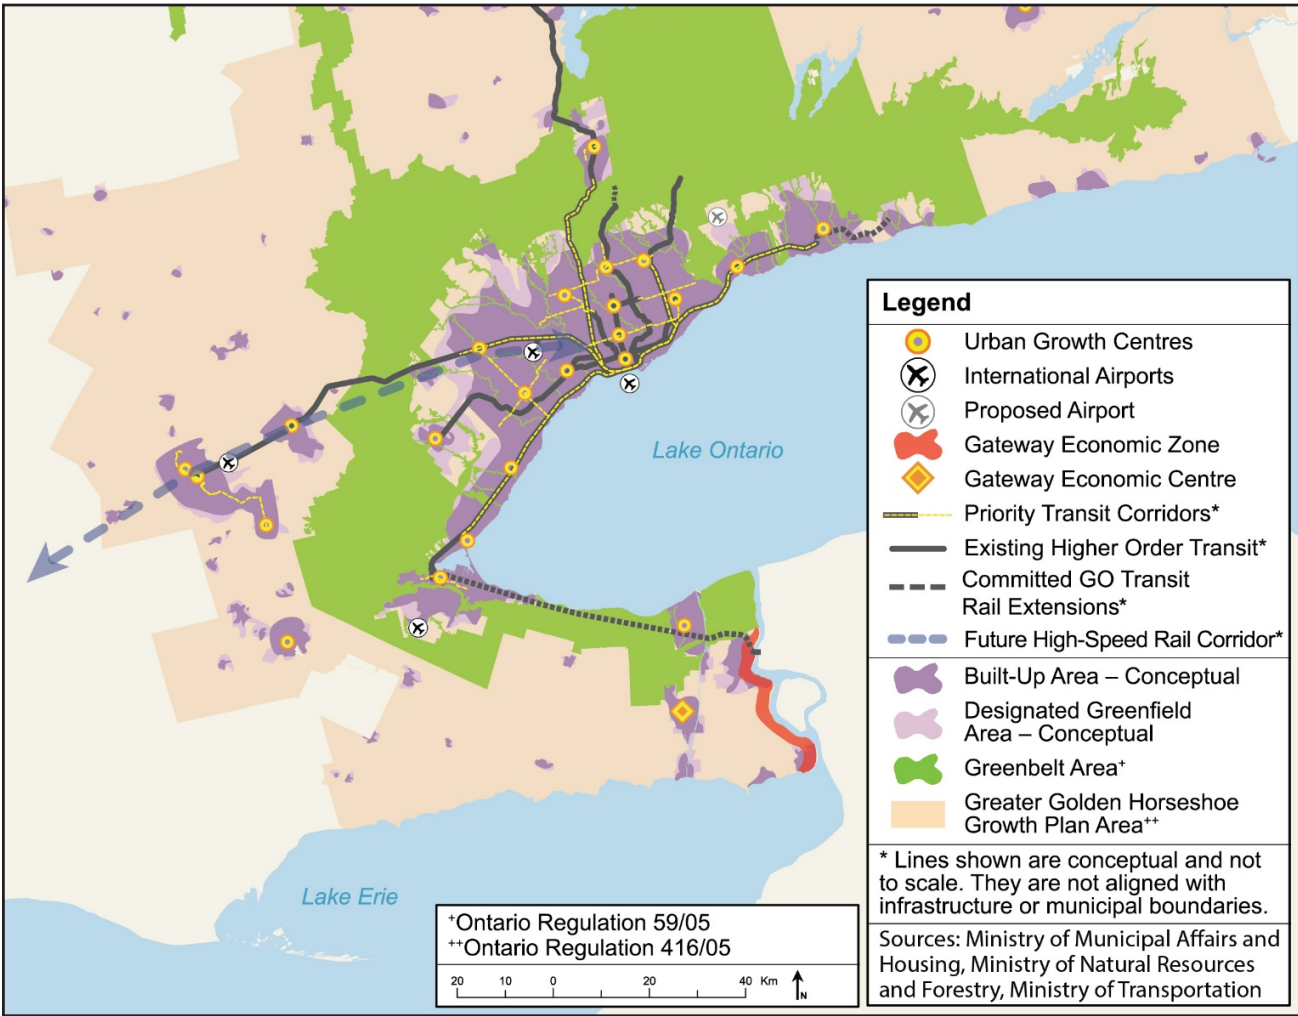 Lake Ontario
Lake Erie
Legend
Urban Growth Centres
International Airports
Proposed Airport
Gateway Economic Zone
Gateway Economic Centre
Priority Transit Corridors*
Existing Higher Order Transit*
Committed GO Transit
Rail Extensions*
Future High-Speed Rail Corridor*
Built-Up Area – Conceptual
Designated Greenfield
Area – Conceptual
Greenbelt Area+
Greater Golden Horseshoe
Growth Plan Area++
* Lines shown are conceptual and not
to scale. They are not aligned with
infrastructure or municipal boundaries.
Sources: Ministry of Municipal Affairs and
Housing, Ministry of Natural Resources
and Forestry, Ministry of Transportation
+Ontario Regulation 59/05
++Ontario Regulation 416/05
20 10 0 20 40 Km N